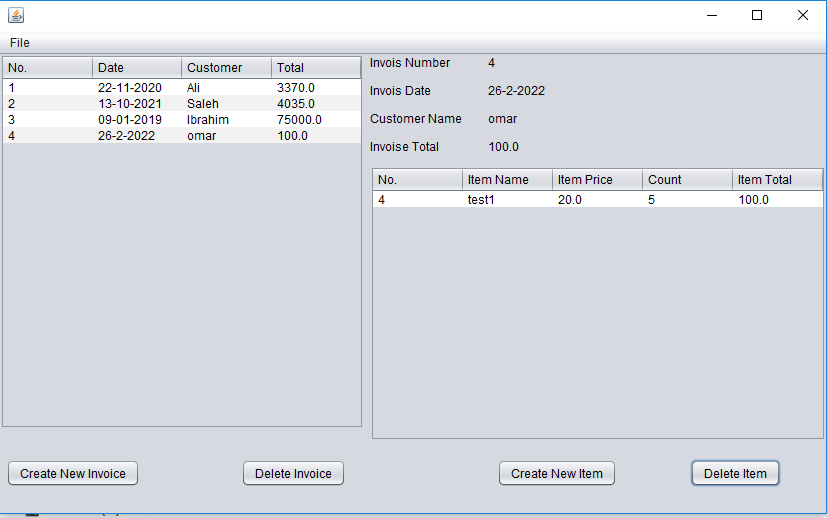 File
No. Date Customer Total
1 22-11-2020 Ali 3370.0
2 13-10-2021 Saleh 4035.0
3 09-01-2019 Ibrahim 75000.0
4 26-2-2022 omar 100.0
Invois Number 4
Invois Date 26-2-2022
Customer Name omar
Invoise Total 100.0
No. Item Name Item Price Count Item Total
4 test1 20.0 5 100.0
Create New Invoice Delete Invoice Create New Item Delete Item